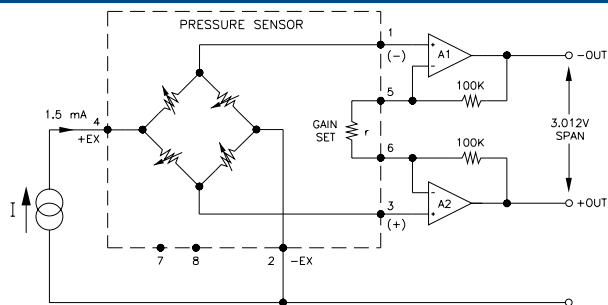 PRESSURE SENSOR
1
(-)
+
A1
-
-OUT
1.5 mA
4
+EX
5
100K
GAIN
SET
r
3.012V
SPAN
I
6
100K
-
A2
+
3
(+)
+OUT
7
8
2
-EX